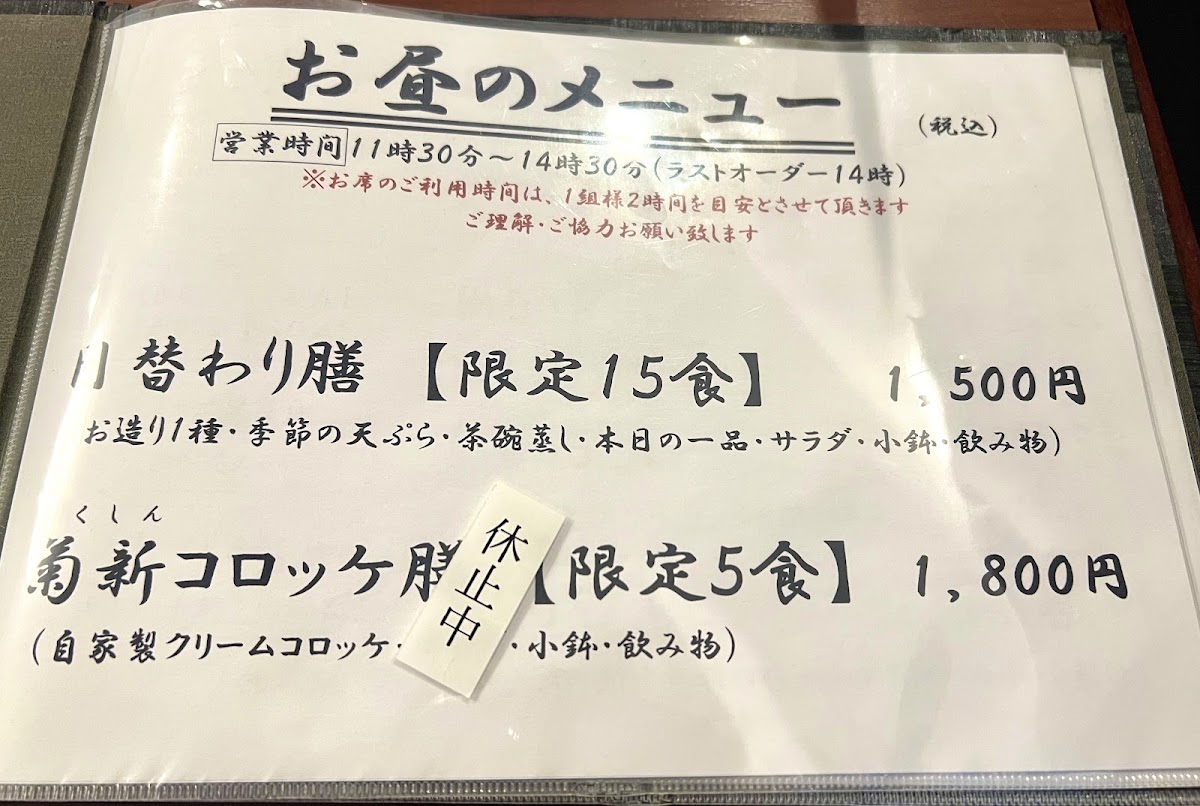 お昼のメニュー
(税込)
営業時間 11時30分~14時30分(ラストオーダー14時)
※お席のご利用時間は、1組様2時間を目安とさせて頂きます
ご理解・ご協力お願い致します
替わり膳 【限定15食】 1,500円
お造り1種・季節の天ぷら・茶碗蒸し・本日の一品・サラダ・小鉢・飲み物)
くしん
菊新コロッケ膳 【限定5食】 1,800円
休止中
(自家製クリームコロッケ・ ・小鉢・飲み物)